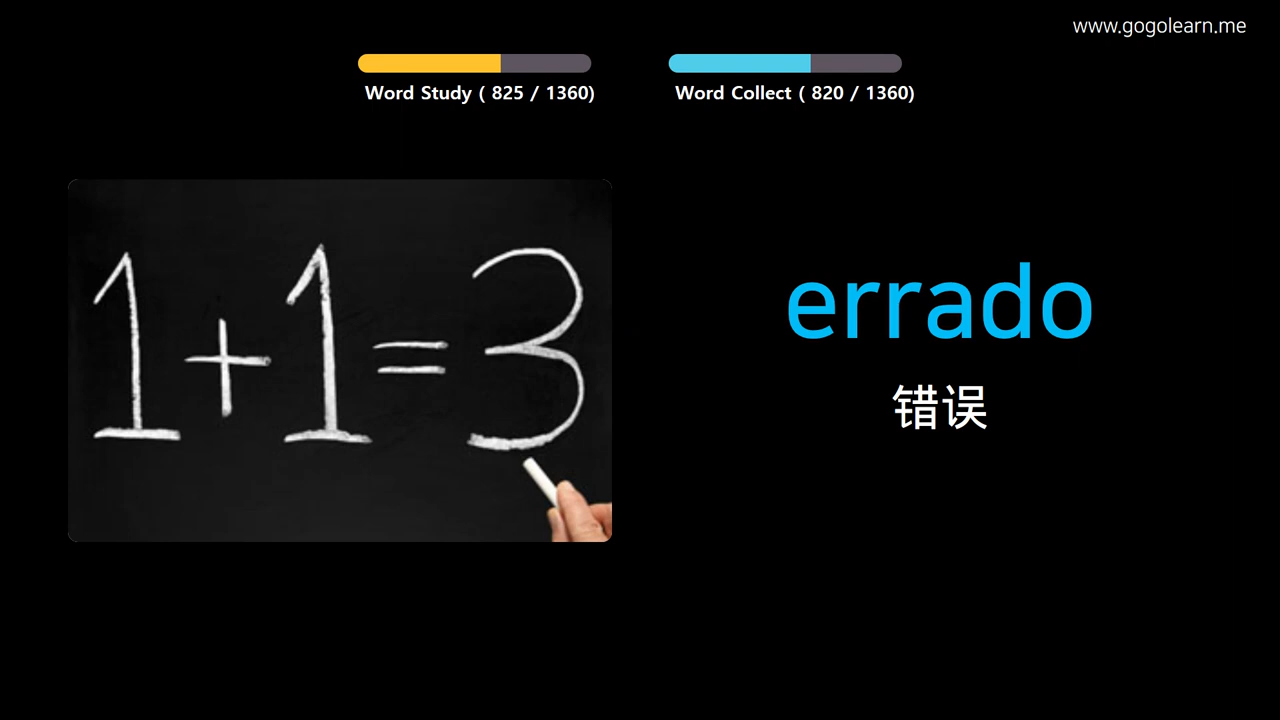 www.gogolearn.me
Word Study ( 825 / 1360)
Word Collect ( 820 / 1360)
1+1=3
errado
错误